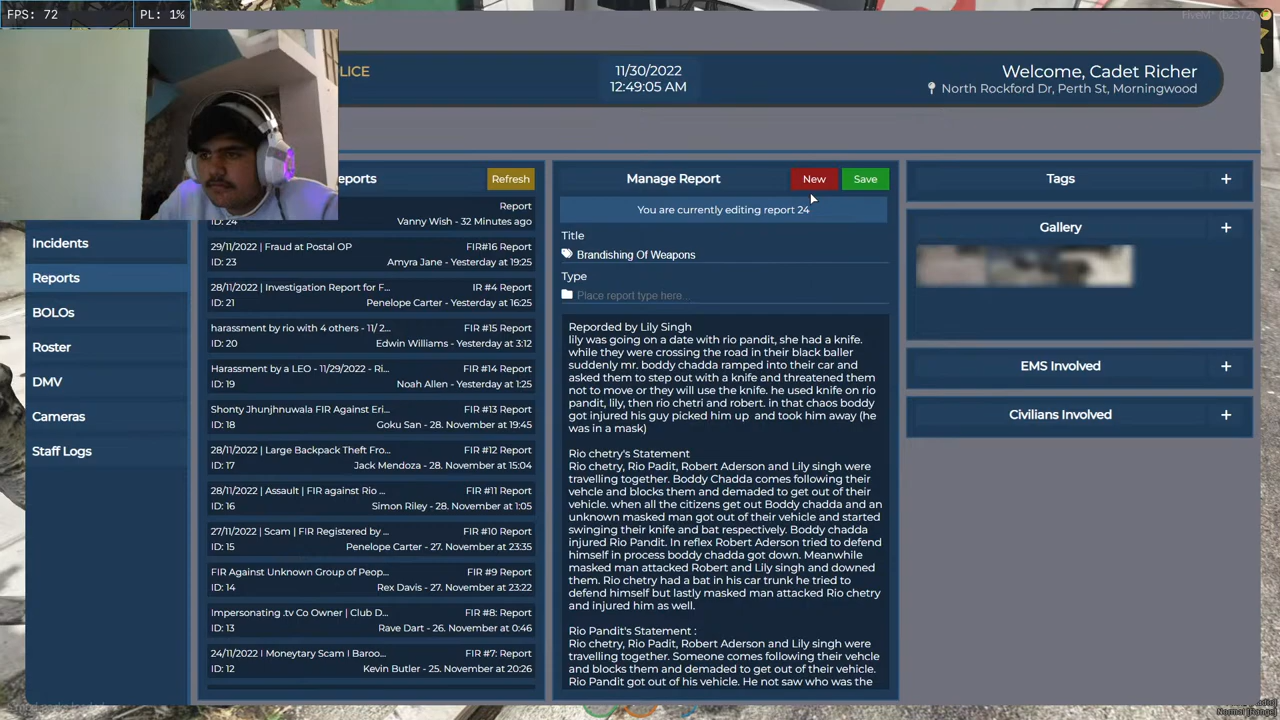 FPS: 72
PL: 1%
FiveM* (b2372)
LICE
11/30/2022
12:49:05 AM
Welcome, Cadet Richer
North Rockford Dr, Perth St, Morningwood
Incidents
Reports
BOLOs
Roster
DMV
Cameras
Staff Logs
eports
Refresh
Report
ID: 24
Vanny Wish - 32 Minutes ago
29/11/2022 | Fraud at Postal OP
FIR#16 Report
ID: 23
Amyra Jane - Yesterday at 19:25
28/11/2022 | Investigation Report for F...
FIR #4 Report
ID: 21
Penelope Carter - Yesterday at 16:25
harassment by rio with 4 others - 11/ 2...
FIR #15 Report
ID: 20
Edwin Williams - Yesterday at 3:12
Harassment by a LEO - 11/29/2022 - Ri...
FIR #14 Report
ID: 19
Noah Allen - Yesterday at 1:25
Shonty Jhunjhnuwala FIR Against Eri...
FIR #13 Report
ID: 18
Goku San - 28. November at 19:45
28/11/2022 | Large Backpack Theft Fro...
FIR #12 Report
ID: 17
Jack Mendoza - 28. November at 15:04
28/11/2022 | Assault | FIR against Rio ...
FIR #11 Report
ID: 16
Simon Riley - 28. November at 1:05
27/11/2022 | Scam | FIR Registered by ...
FIR #10 Report
ID: 15
Penelope Carter - 27. November at 23:35
FIR Against Unknown Group of Peop...
FIR #9 Report
ID: 14
Rex Davis - 27. November at 23:22
Impersonating .tv Co Owner | Club D...
FIR #8: Report
ID: 13
Rave Dart - 26. November at 0:46
24/11/2022 I Moneytary Scam I Baroo...
FIR #7: Report
ID: 12
Kevin Butler - 25. November at 20:26
Manage Report
New
Save
You are currently editing report 24
Title
Brandishing Of Weapons
Type
Place report type here...
Reporded by Lily Singh
lily was going on a date with rio pandit, she had a knife.
while they were crossing the road in their black baller
suddenly mr. boddy chadda ramped into their car and
asked them to step out with a knife and threatened them
not to move or they will use the knife. he used knife on rio
pandit, lily, then rio chetri and robert. in that chaos boddy
got injured his guy picked him up  and took him away (he
was in a mask)
Rio chetry's Statement
Rio chetry, Rio Padit, Robert Aderson and Lily singh were
travelling together. Boddy Chadda comes following their
vehcle and blocks them and demaded to get out of their
vehicle. when all the citizens get out Boddy chadda and an
unknown masked man got out of their vehicle and started
swinging their knife and bat respectively. Boddy chadda
injured Rio Pandit. In reflex Robert Aderson tried to defend
himself in process boddy chadda got down. Meanwhile
masked man attacked Robert and Lily singh and downed
them. Rio chetry had a bat in his car trunk he tried to
defend himself but lastly masked man attacked Rio chetry
and injured him as well.
Rio Pandit's Statement :
Rio chetry, Rio Padit, Robert Aderson and Lily singh were
travelling together. Someone comes following their vehcle
and blocks them and demaded to get out of their vehicle.
Rio Pandit got out of his vehicle. He not saw who was the
Tags
Gallery
EMS Involved
Civilians Involved